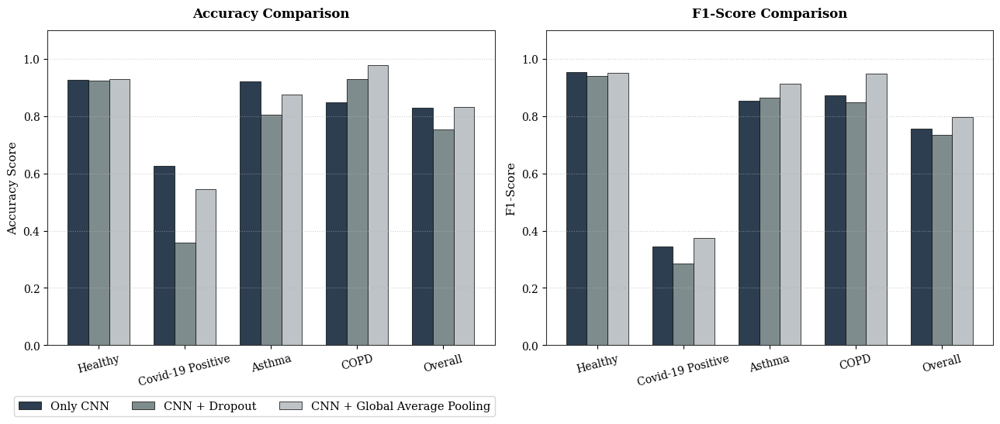 Accuracy Comparison
Accuracy Score
1.0
0.8
0.6
0.4
0.2
0.0
Healthy
Covid-19 Positive
Asthma
COPD
Overall
F1-Score Comparison
F1-Score
1.0
0.8
0.6
0.4
0.2
0.0
Healthy
Covid-19 Positive
Asthma
COPD
Overall
Only CNN
CNN + Dropout
CNN + Global Average Pooling